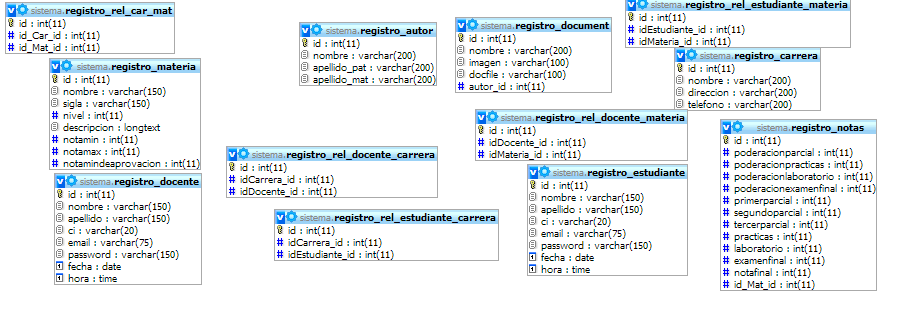 sistema.registro_rel_car_mat
id : int(11)
id_Car_id : int(11)
id_Mat_id : int(11)
sistema.registro_materia
id : int(11)
nombre : varchar(150)
sigla : varchar(150)
nivel : int(11)
descripcion : longtext
notamin : int(11)
notamax : int(11)
notamindeaprovacion : int(11)
sistema.registro_docente
id : int(11)
nombre : varchar(150)
apellido : varchar(150)
ci : varchar(20)
email : varchar(75)
password : varchar(150)
fecha : date
hora : time
sistema.registro_autor
id : int(11)
nombre : varchar(200)
apellido_pat : varchar(200)
apellido_mat : varchar(200)
sistema.registro_rel_docente_carrera
id : int(11)
idCarrera_id : int(11)
idDocente_id : int(11)
sistema.registro_rel_estudiante_carrera
id : int(11)
idCarrera_id : int(11)
idEstudiante_id : int(11)
sistema.registro_document
id : int(11)
nombre : varchar(200)
imagen : varchar(100)
docfile : varchar(200)
autor_id : int(11)
sistema.registro_rel_docente_materia
id : int(11)
idDocente_id : int(11)
idMateria_id : int(11)
sistema.registro_estudiante
id : int(11)
nombre : varchar(150)
apellido : varchar(150)
ci : varchar(20)
email : varchar(75)
password : varchar(150)
fecha : date
hora : time
sistema.registro_rel_estudiante_materia
id : int(11)
idEstudiante_id : int(11)
idMateria_id : int(11)
sistema.registro_carrera
id : int(11)
nombre : varchar(200)
direccion : varchar(200)
telefono : varchar(200)
sistema.registro_notas
id : int(11)
poderacionparcial : int(11)
poderacionpracticas : int(11)
poderacionlaboratorio : int(11)
poderacionexamenfinal : int(11)
primerparcial : int(11)
segundoparcial : int(11)
tercerparcial : int(11)
practicas : int(11)
laboratorio : int(11)
examenfinal : int(11)
notafinal : int(11)
id_Mat_id : int(11)